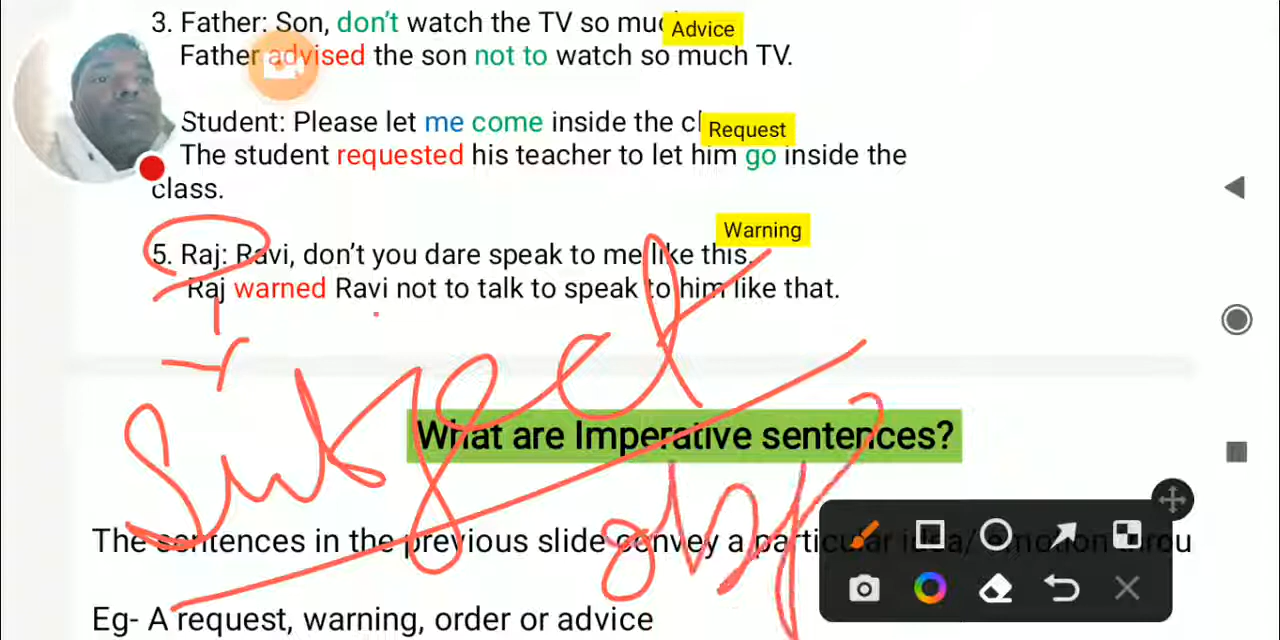 3. Father: Son, don't watch the TV so muc
Advice
Father advised the son not to watch so much TV.
Student: Please let me come inside the cl
Request
The student requested his teacher to let him go inside the
class.
Warning
5. Raj: Ravi, don't you dare speak to me like this.
Raj warned Ravi not to talk to speak to him like that.
Subject
What are Imperative sentences?
The sentences in the previous slide convey a particular idea/ emotion throu
Eg- A request, warning, order or advice